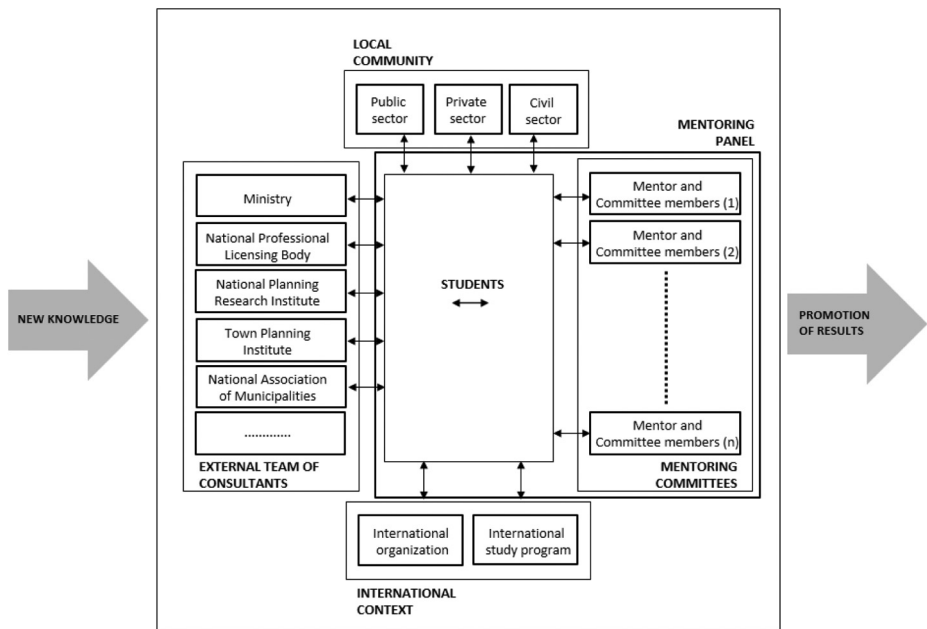 LOCAL
COMMUNITY
Public
sector
Private
sector
Civil
sector
MENTORING
PANEL
Ministry
National Professional
Licensing Body
National Planning
Research Institute
Town Planning
Institute
National Association
of Municipalities
.............
EXTERNAL TEAM OF
CONSULTANTS
STUDENTS
Mentor and
Committee members (1)
Mentor and
Committee members (2)
Mentor and
Committee members (n)
MENTORING
COMMITTEES
International
organization
International
study program
INTERNATIONAL
CONTEXT
NEW KNOWLEDGE
PROMOTION
OF RESULTS